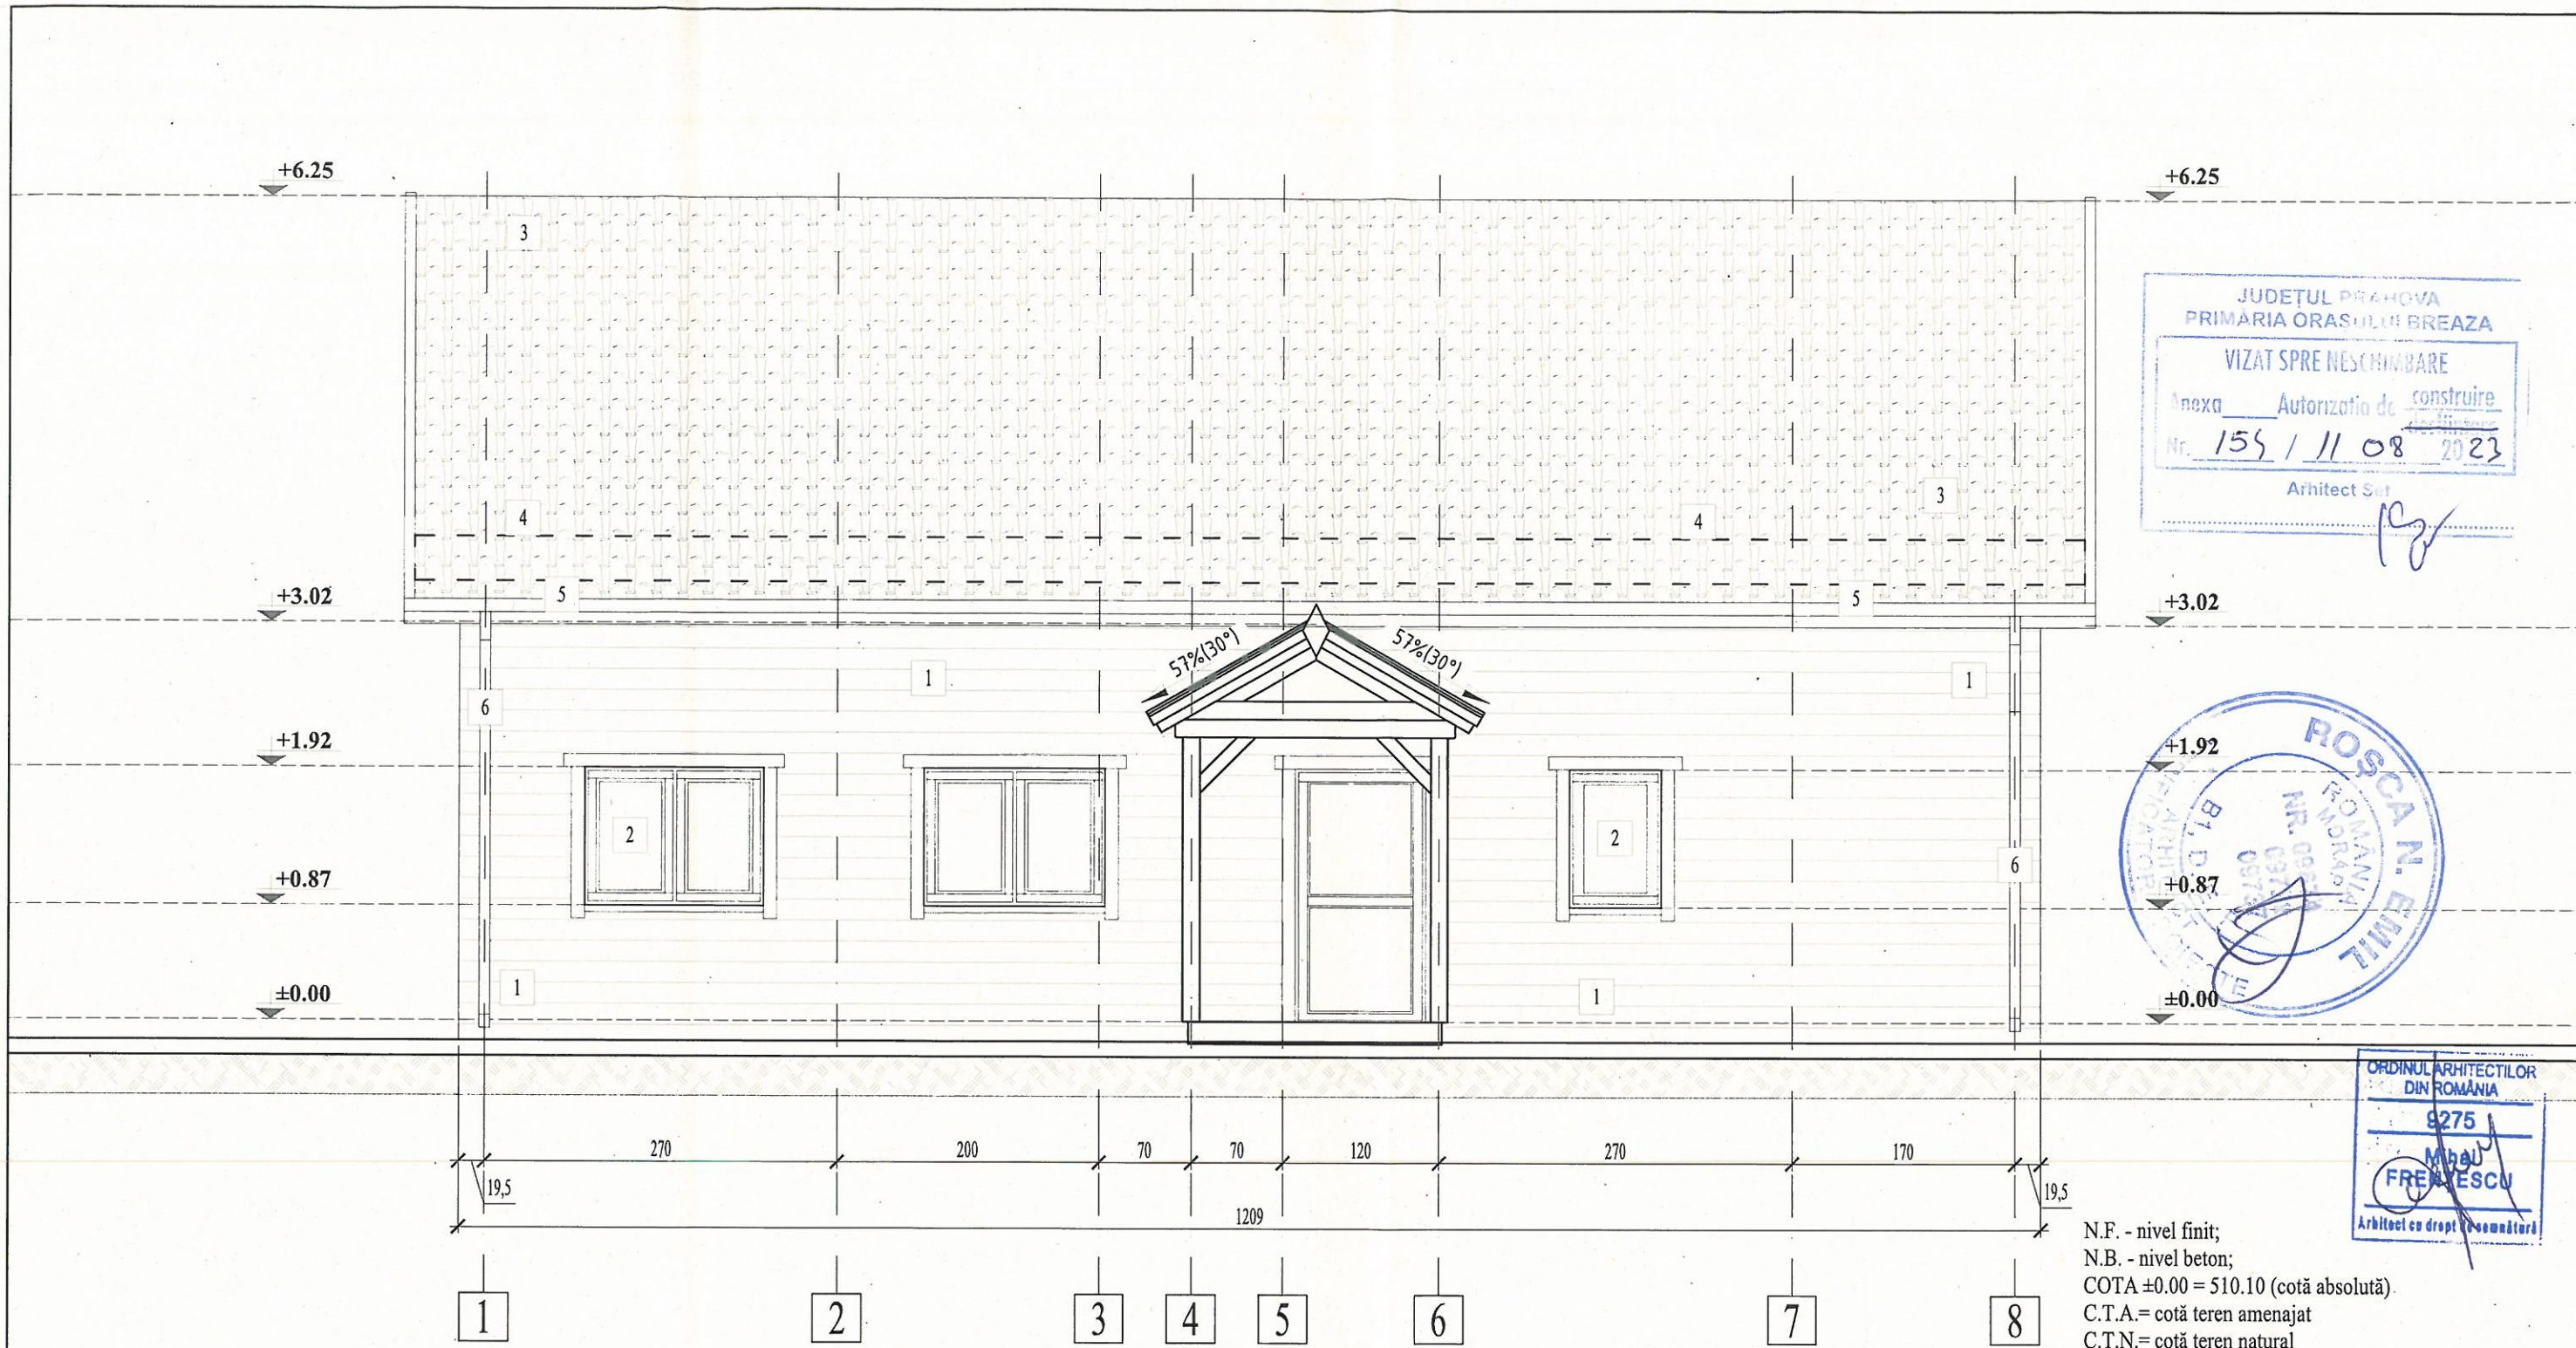 +6.25
+6.25
3
JUDEȚUL PRAHOVA
PRIMĂRIA ORAȘULUI BREAZA
VIZAT SPRE NESCHIMBARE
Anexa____ Autorizatia de construire
desființare
Nr. 154 / 11 08 2023
Arhitect Sef
3
4
4
5
5
+3.02
+3.02
57%(30°)
57%(30°)
1
1
6
+1.92
+1.92
2
2
6
+0.87
+0.87
ROȘCA N. EMIL
ROMÂNIA
B1, D
1
1
±0.00
±0.00
ORDINUL ARHITECTILOR
DIN ROMÂNIA
9275
Mihai
FRENȚESCU
Arhitect cu drept de semnătură
270
200
70
70
120
270
170
19,5
19,5
1209
N.F. - nivel finit;
N.B. - nivel beton;
COTA ±0.00 = 510.10 (cotă absolută)
C.T.A.= cotă teren amenajat
C.T.N.= cotă teren natural
1
2
3
4
5
6
7
8